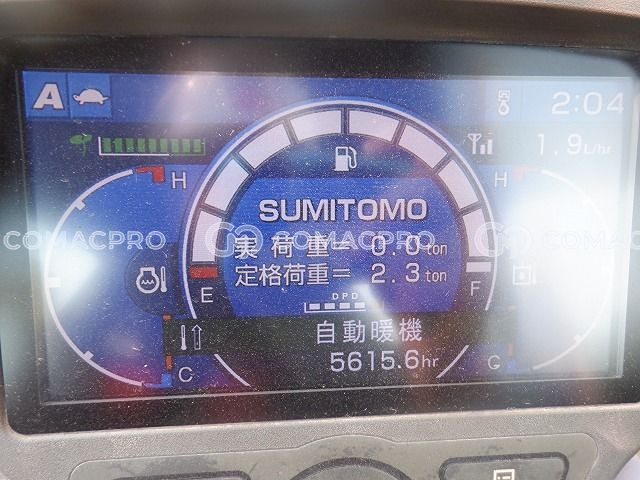 A 2:04
H 1.9L/hr H
SUMITOMO
COMACPRO COMACPRO COMACPRO
実荷重= 0.0ton
定格荷重= 2.3ton
E DPD F
自動暖機
C 5615.6hr C